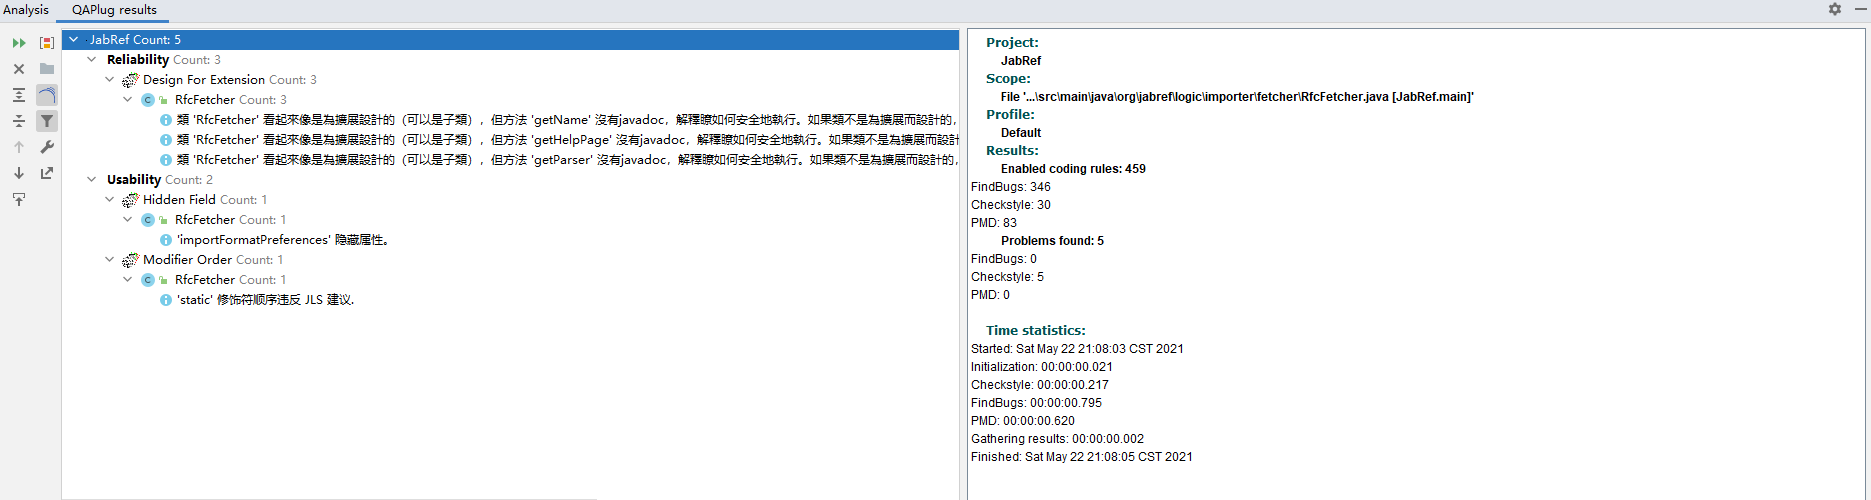 Analysis QAPlug results
JabRef Count: 5
Reliability Count: 3
Design For Extension Count: 3
RfcFetcher Count: 3
類 'RfcFetcher' 看起來像是為擴展設計的（可以是子類），但方法 'getName' 沒有javadoc，解釋瞭如何安全地執行。如果類不是為擴展而設計的，
類 'RfcFetcher' 看起來像是為擴展設計的（可以是子類），但方法 'getHelpPage' 沒有javadoc，解釋瞭如何安全地執行。如果類不是為擴展而設計
類 'RfcFetcher' 看起來像是為擴展設計的（可以是子類），但方法 'getParser' 沒有javadoc，解釋瞭如何安全地執行。如果類不是為擴展而設計的，
Usability Count: 2
Hidden Field Count: 1
RfcFetcher Count: 1
'importFormatPreferences' 隐藏属性。
Modifier Order Count: 1
RfcFetcher Count: 1
'static' 修饰符顺序违反 JLS 建议.
Project:
JabRef
Scope:
File '...\src\main\java\org\jabref\logic\importer\fetcher\RfcFetcher.java [JabRef.main]'
Profile:
Default
Results:
Enabled coding rules: 459
FindBugs: 346
Checkstyle: 30
PMD: 83
Problems found: 5
FindBugs: 0
Checkstyle: 5
PMD: 0
Time statistics:
Started: Sat May 22 21:08:03 CST 2021
Initialization: 00:00:00.021
Checkstyle: 00:00:00.217
FindBugs: 00:00:00.795
PMD: 00:00:00.620
Gathering results: 00:00:00.002
Finished: Sat May 22 21:08:05 CST 2021